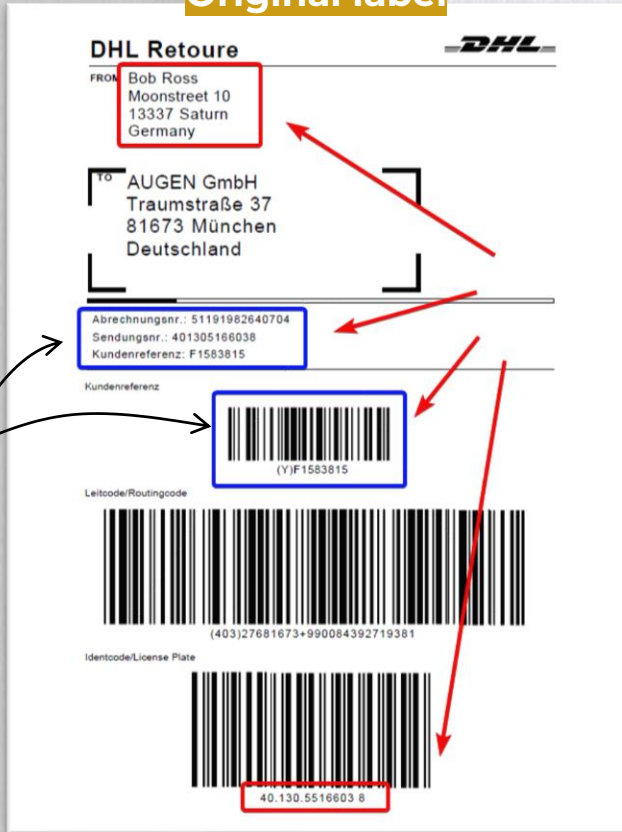 Original label
DHL Retoure
DHL
FROM
Bob Ross
Moonstreet 10
13337 Saturn
Germany
TO
AUGEN GmbH
Traumstraße 37
81673 München
Deutschland
Abrechnungsnr.: 51191982640704
Sendungsnr.: 401305166038
Kundenreferenz: F1583815
Kundenreferenz
(Y)F1583815
Leitcode/Routingcode
(403)27681673+990084392719381
Identcode/License Plate
40.130.5516603 8